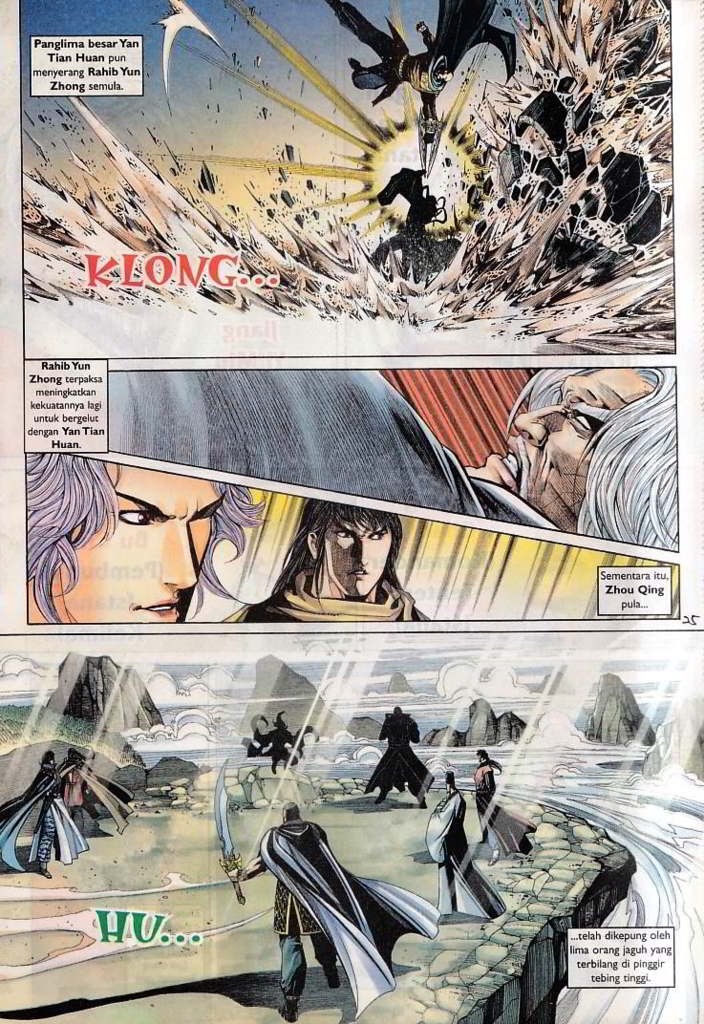 Panglima besar Yan
Tian Huan pun
menyerang Rahib Yun
Zhong semula.
KLONG...
Rahib Yun
Zhong terpaksa
meningkatkan
kekuatannya lagi
untuk bergelut
dengan Yan Tian
Huan.
Sementara itu,
Zhou Qing
pula...
25
HU...
...telah dikepung oleh
lima orang jaguh yang
terbilang di pinggir
tebing tinggi.